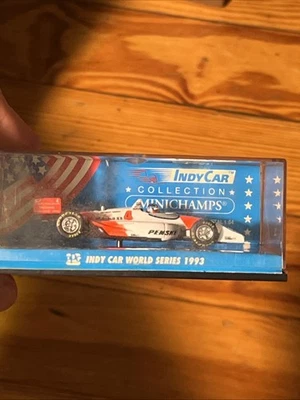 INDYCAR
COLLECTION
MINICHAMPS
PENSKE
INDY CAR WORLD SERIES 1993